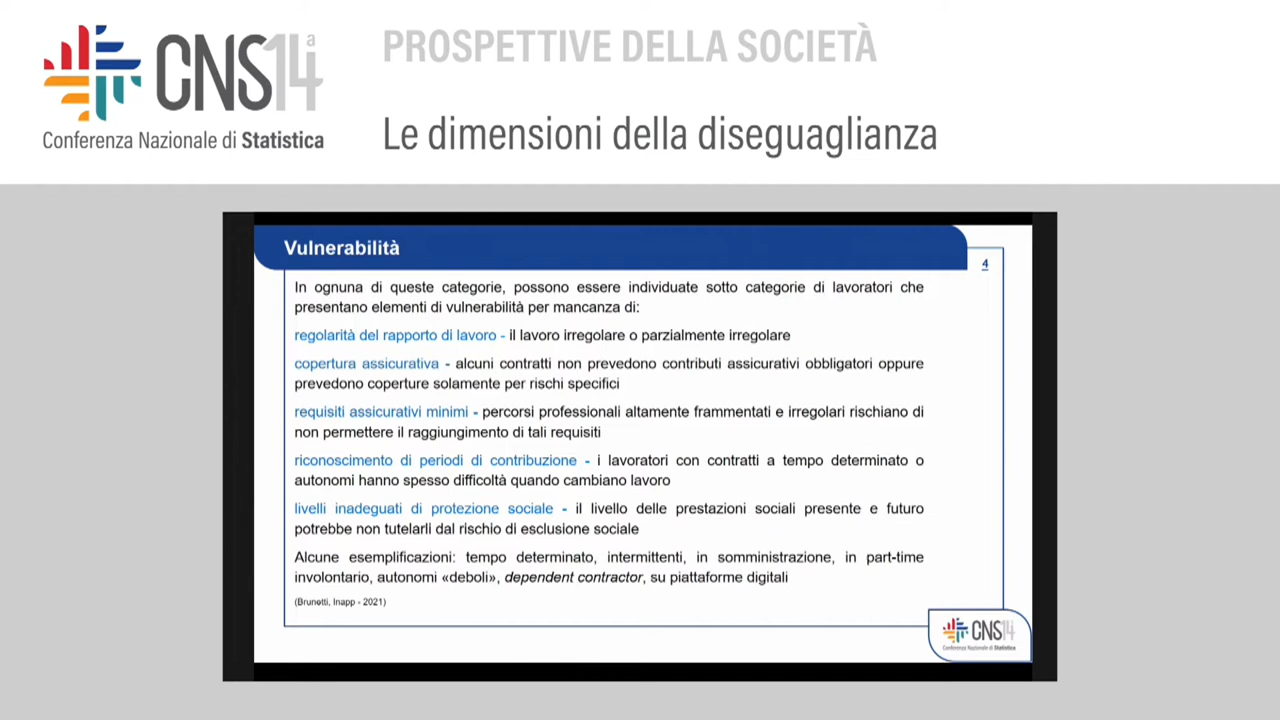 CNS14ª
Conferenza Nazionale di Statistica
PROSPETTIVE DELLA SOCIETÀ
Le dimensioni della diseguaglianza
Vulnerabilità
4
In ognuna di queste categorie, possono essere individuate sotto categorie di lavoratori che
presentano elementi di vulnerabilità per mancanza di:
regolarità del rapporto di lavoro - il lavoro irregolare o parzialmente irregolare
copertura assicurativa - alcuni contratti non prevedono contributi assicurativi obbligatori oppure
prevedono coperture solamente per rischi specifici
requisiti assicurativi minimi - percorsi professionali altamente frammentati e irregolari rischiano di
non permettere il raggiungimento di tali requisiti
riconoscimento di periodi di contribuzione - i lavoratori con contratti a tempo determinato o
autonomi hanno spesso difficoltà quando cambiano lavoro
livelli inadeguati di protezione sociale - il livello delle prestazioni sociali presente e futuro
potrebbe non tutelarli dal rischio di esclusione sociale
Alcune esemplificazioni: tempo determinato, intermittenti, in somministrazione, in part-time
involontario, autonomi «deboli», dependent contractor, su piattaforme digitali
(Brunetti, Inapp - 2021)
CNS14
Conferenza Nazionale di Statistica